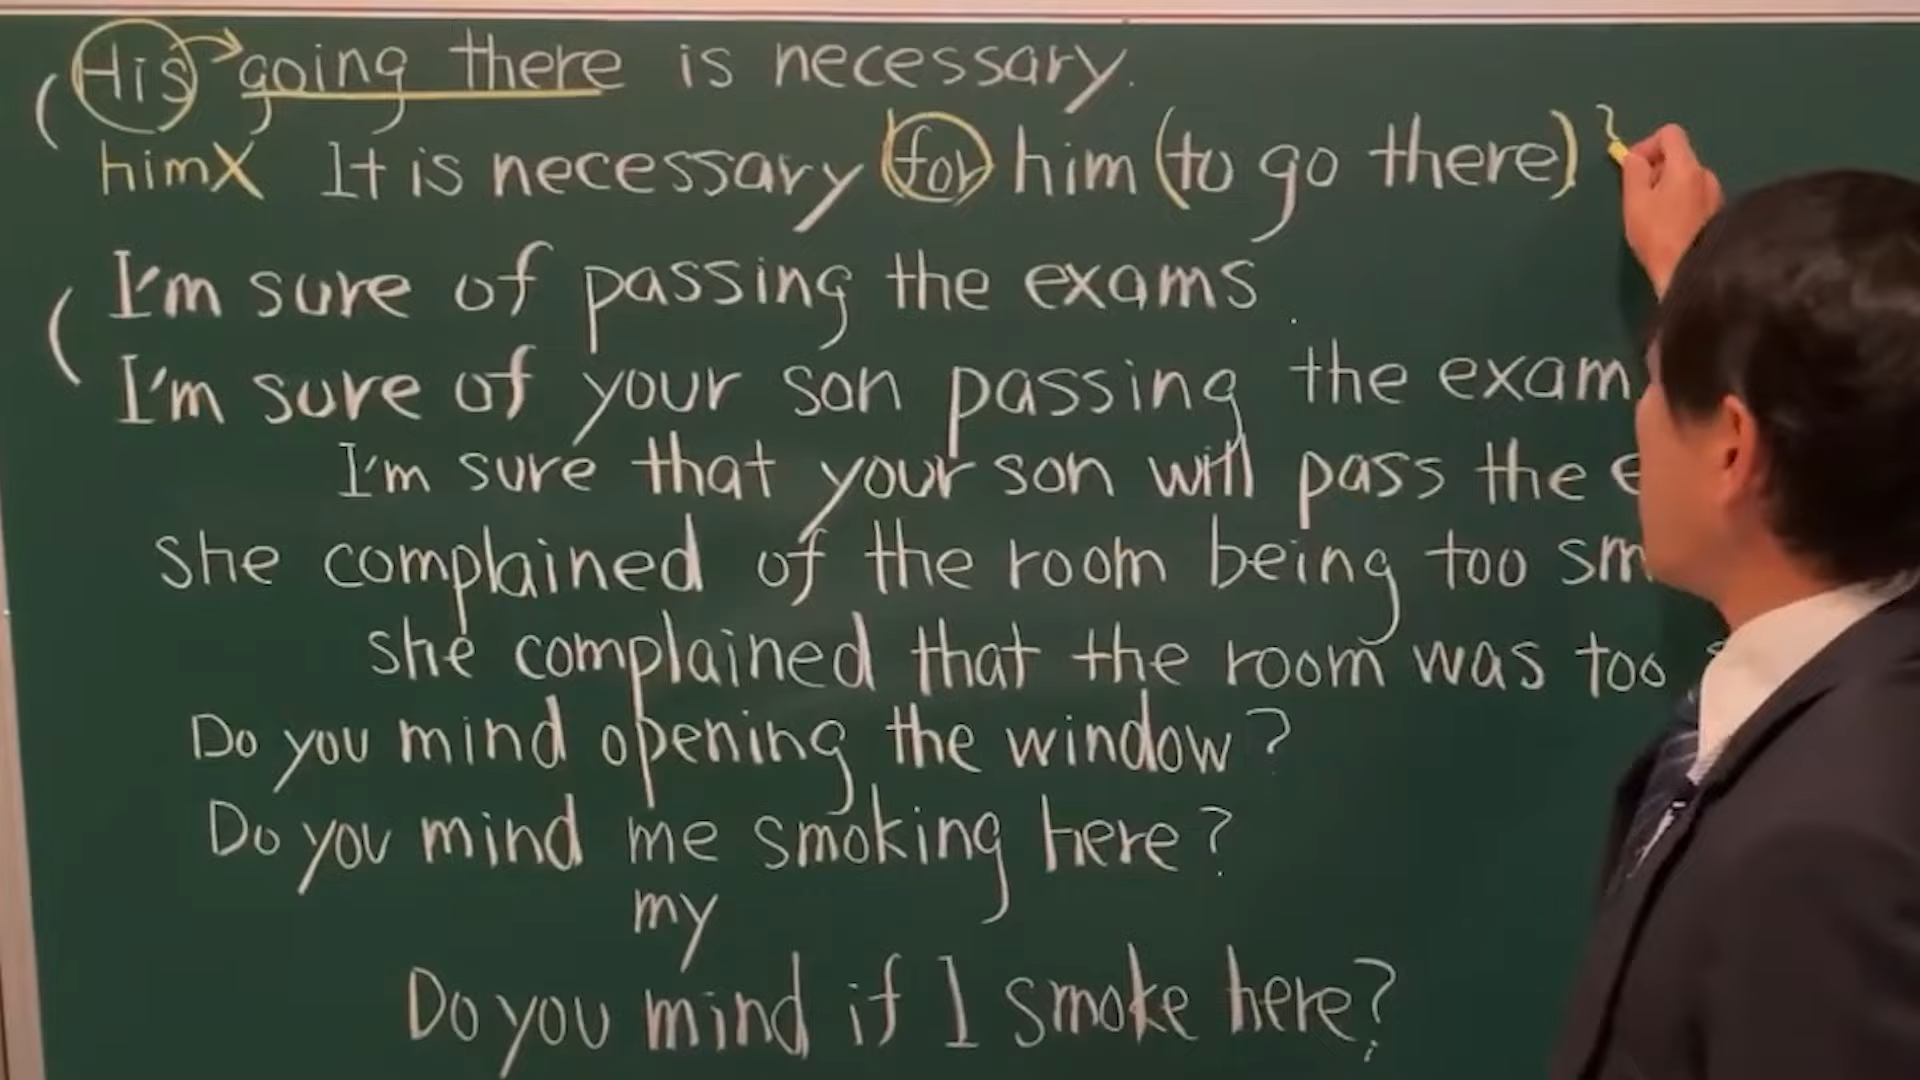 His going there is necessary.
himX It is necessary for him (to go there)
I'm sure of passing the exams.
I'm sure of your son passing the exam
I'm sure that your son will pass the
She complained of the room being too
she complained that the room was too
Do you mind opening the window?
Do you mind me smoking here?
my
Do you mind if I smoke here?